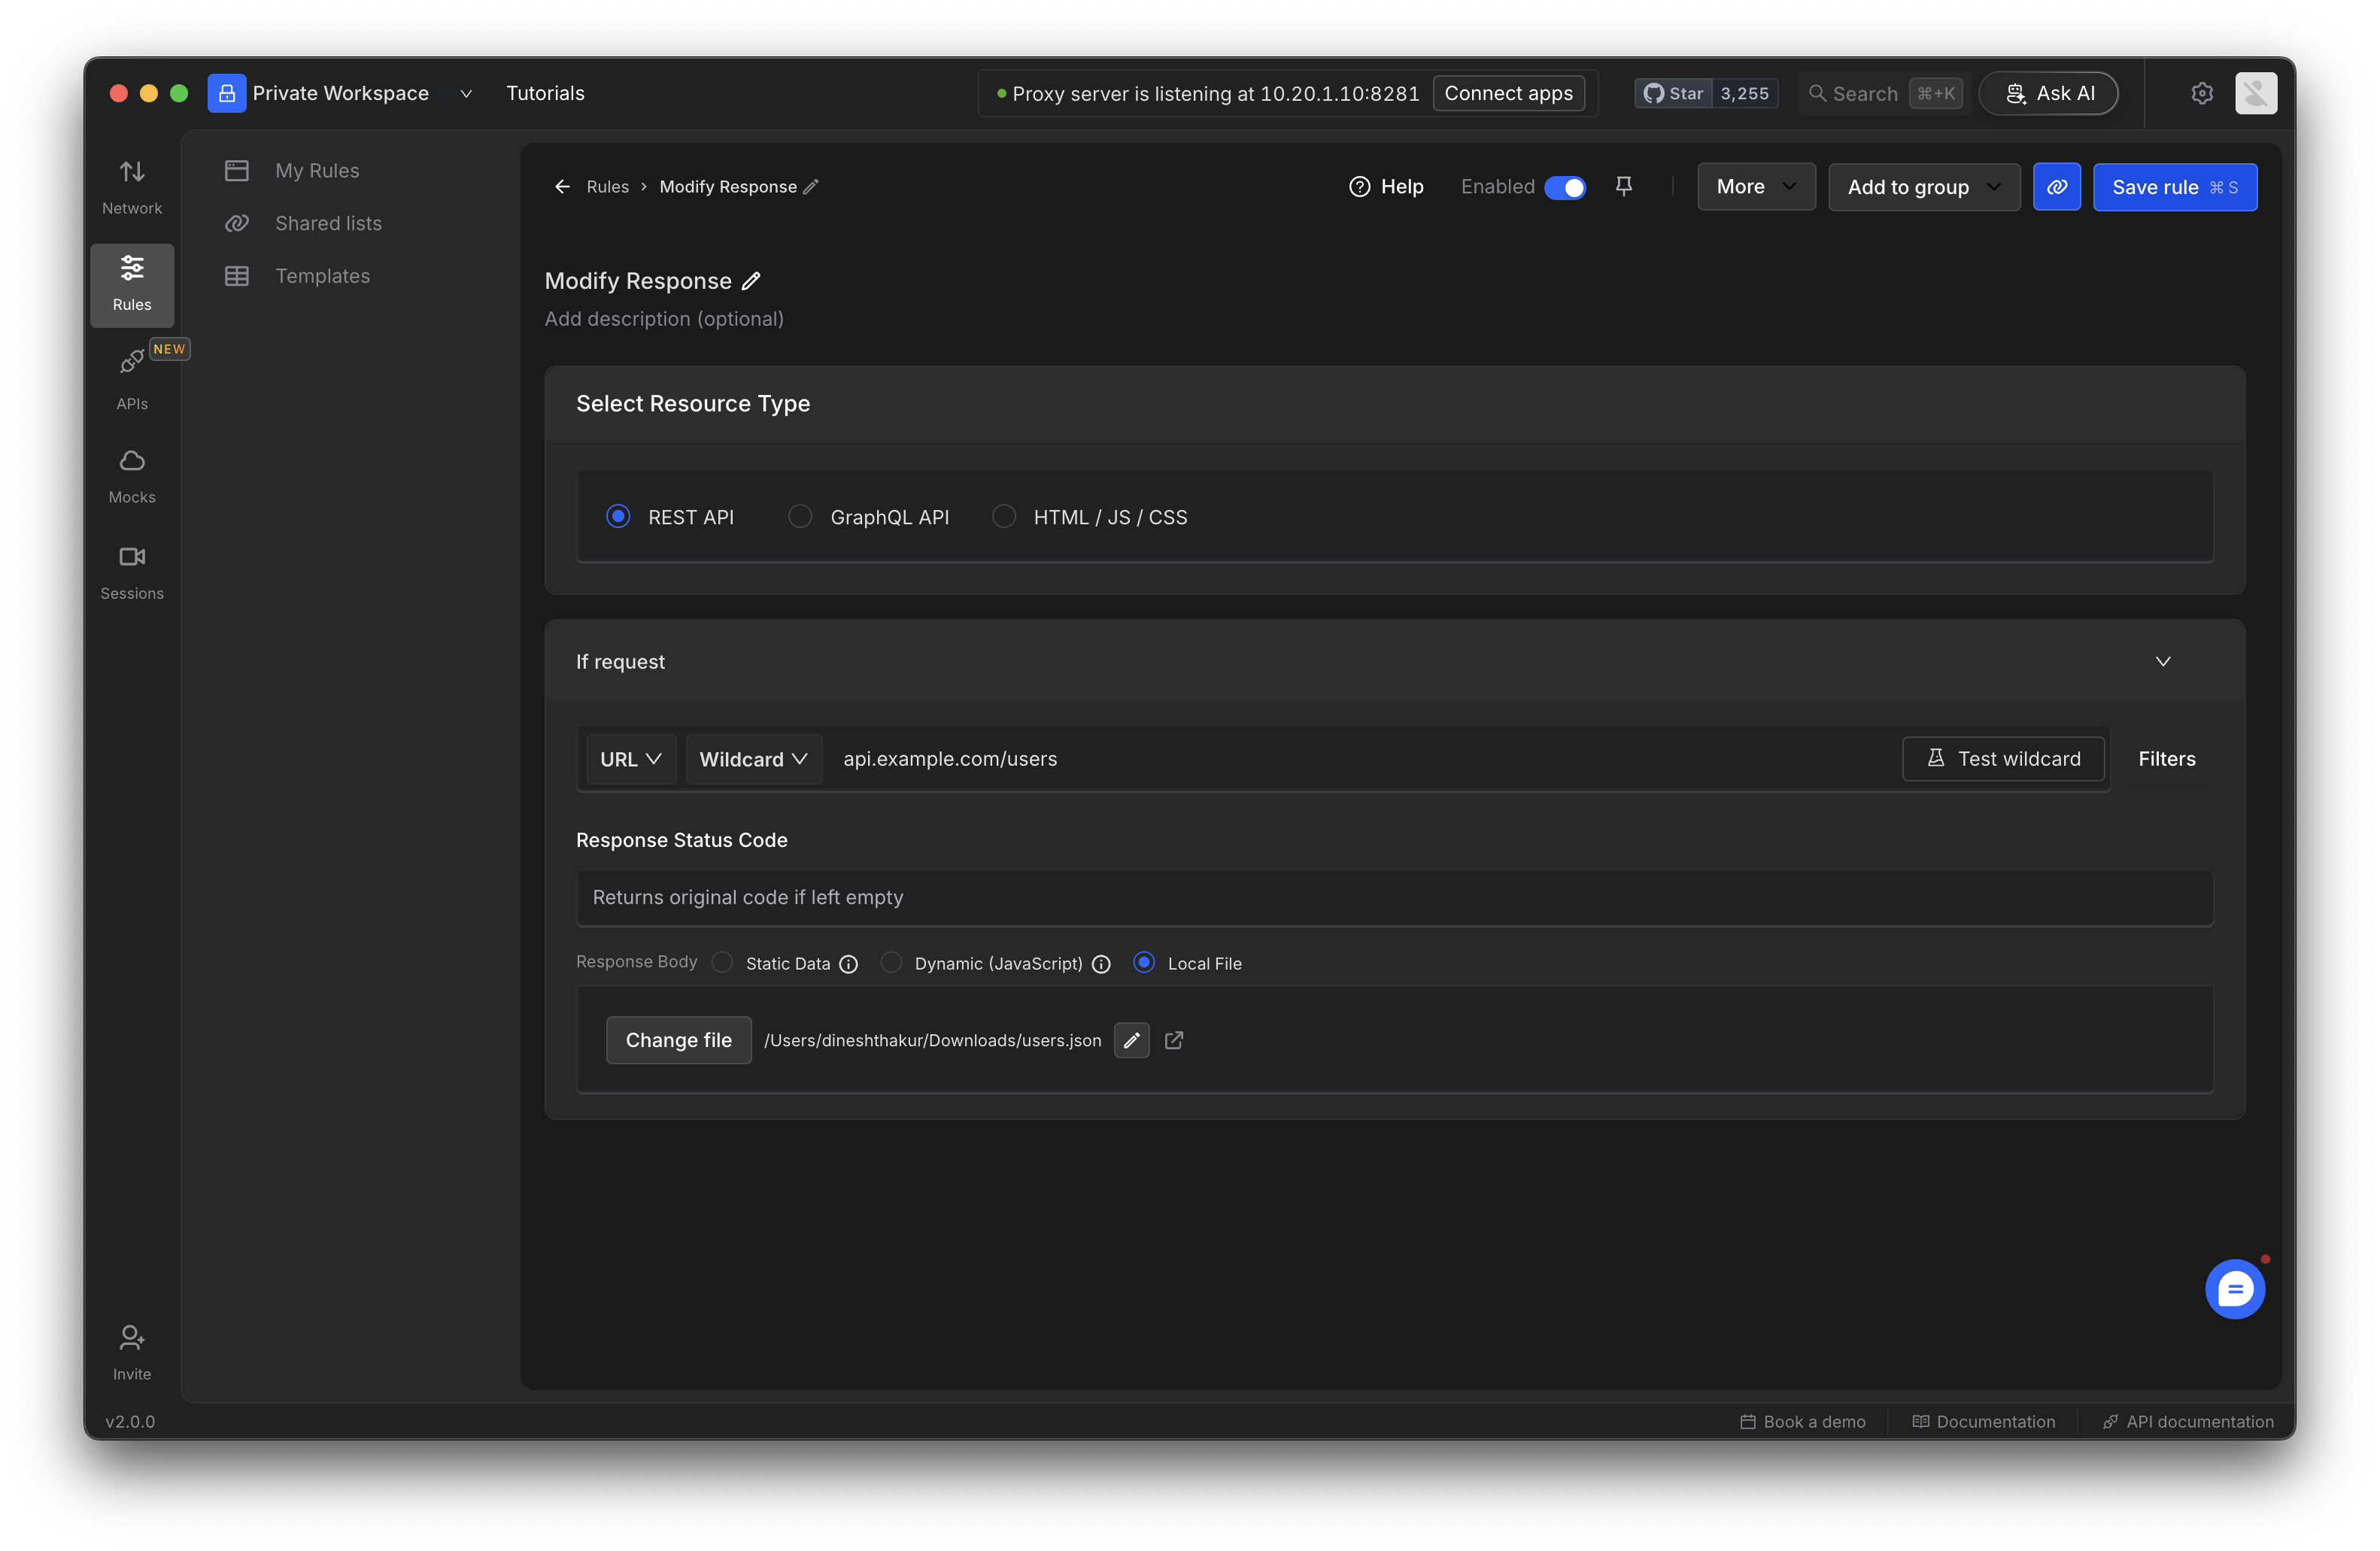 Private Workspace
Tutorials
Proxy server is listening at 10.20.1.10:8281
Connect apps
Star 3,255
Search ⌘+K
Ask AI
Network
Rules
NEW
APIs
Mocks
Sessions
Invite
My Rules
Shared lists
Templates
Rules › Modify Response
Help
Enabled
More
Add to group
Save rule ⌘ S
Modify Response
Add description (optional)
Select Resource Type
REST API GraphQL API HTML / JS / CSS
If request
URL Wildcard api.example.com/users Test wildcard Filters
Response Status Code
Returns original code if left empty
Response Body Static Data Dynamic (JavaScript) Local File
Change file /Users/dineshthakur/Downloads/users.json
v2.0.0
Book a demo
Documentation
API documentation